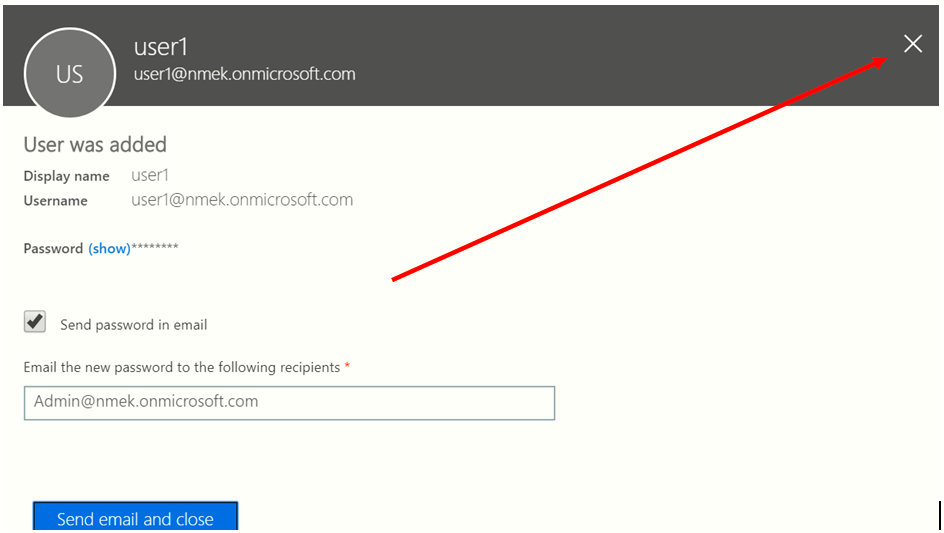 US
user1
user1@nmek.onmicrosoft.com
User was added
Display name user1
Username user1@nmek.onmicrosoft.com
Password (show)********
Send password in email
Email the new password to the following recipients *
Admin@nmek.onmicrosoft.com
Send email and close